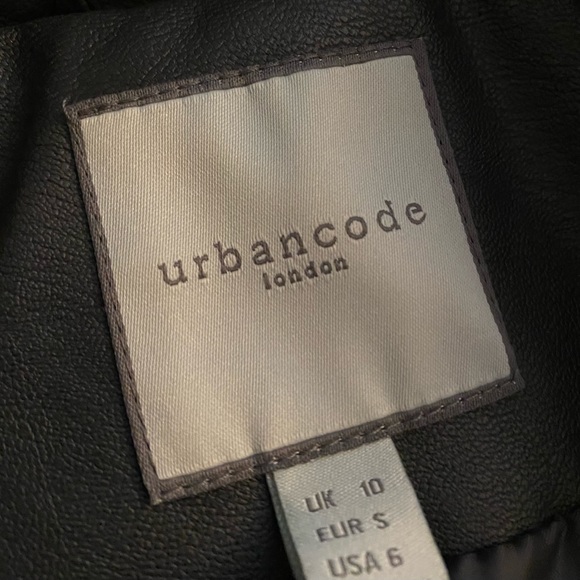 urbancode
london
UK 10
EUR S
USA 6